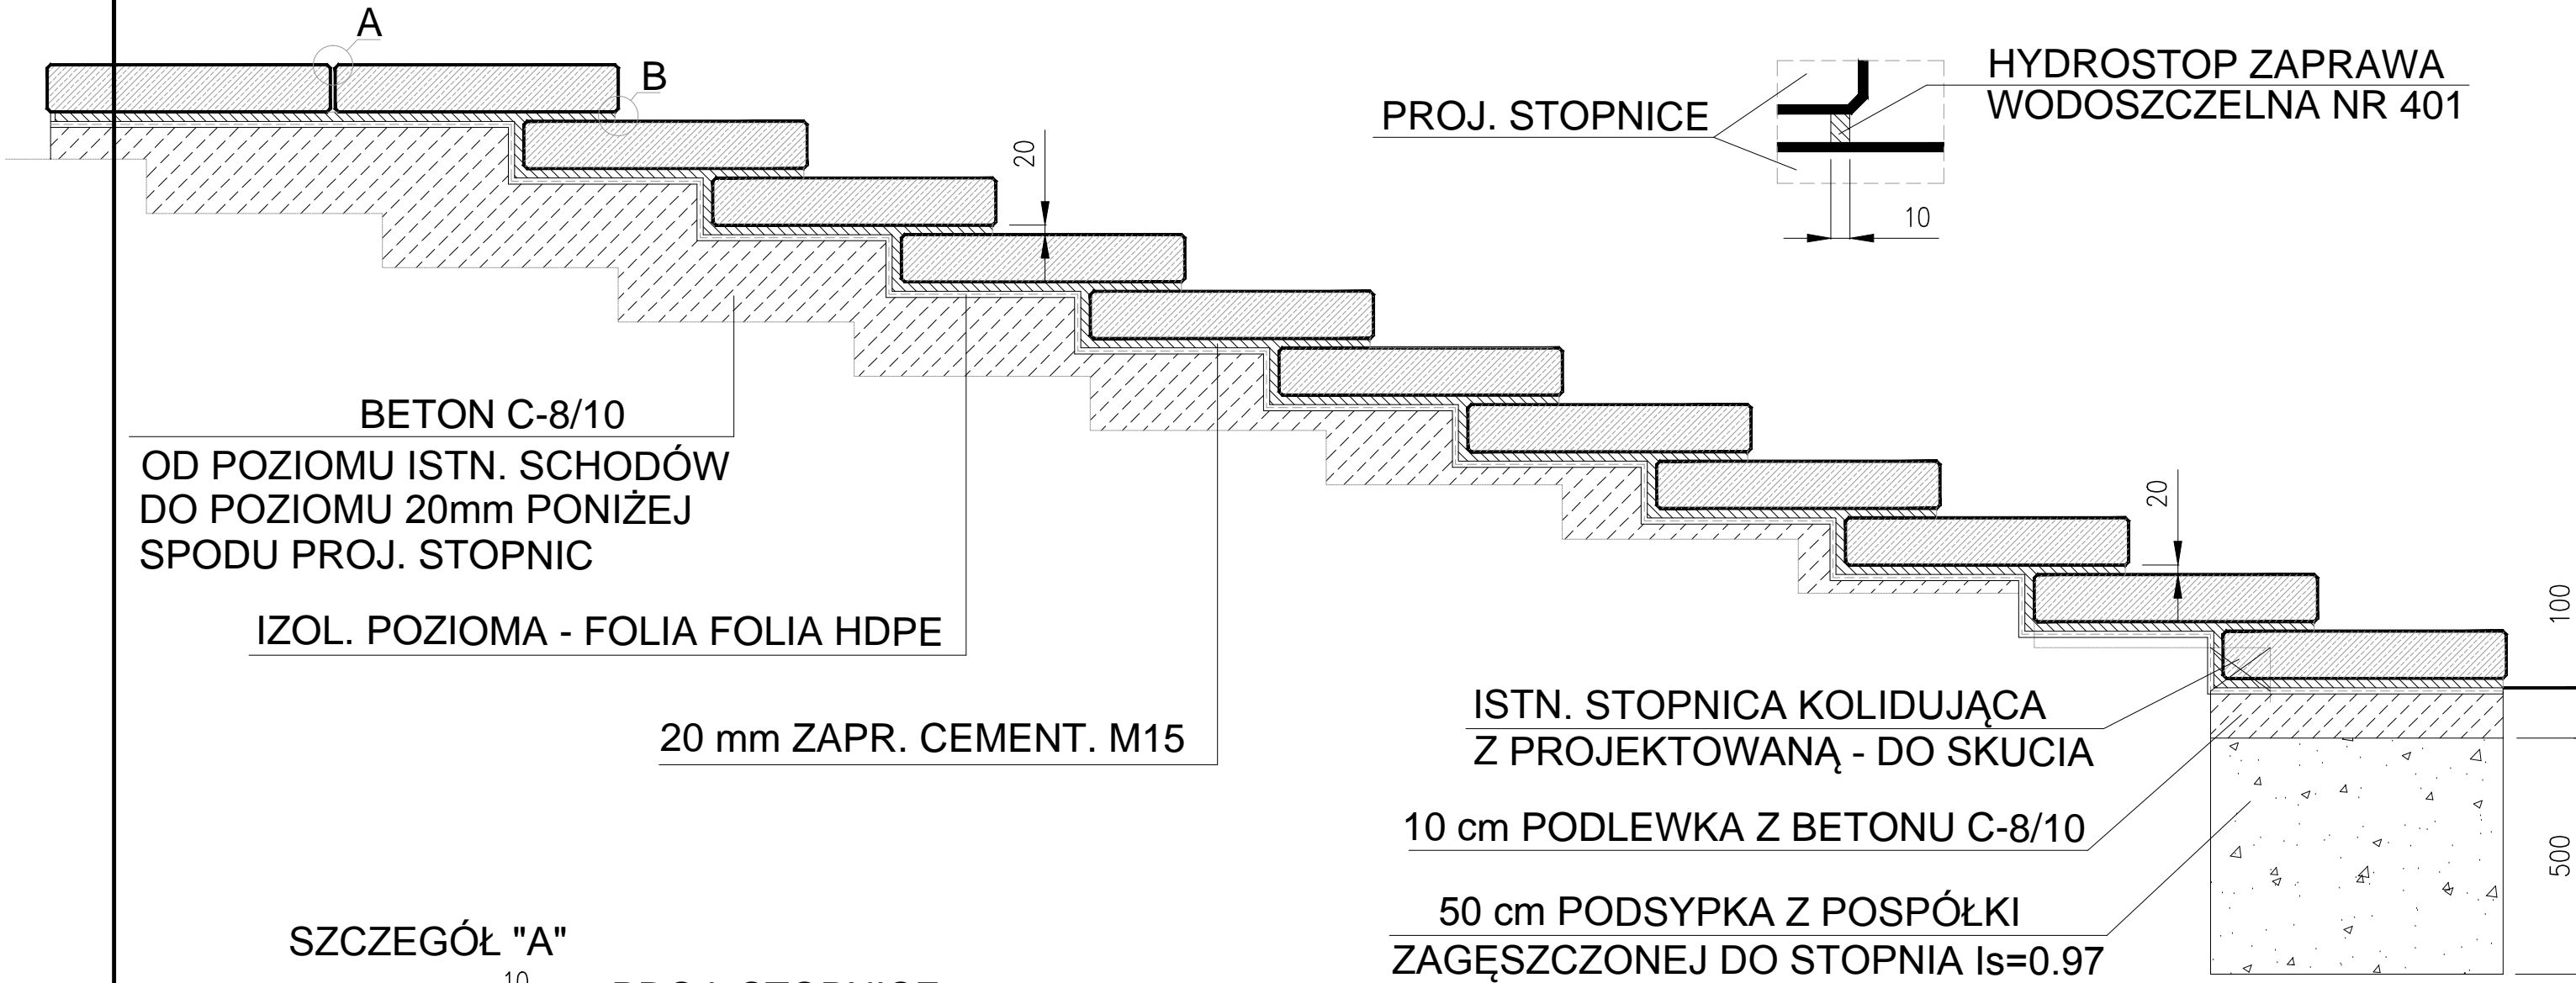 A
B
PROJ. STOPNICE
HYDROSTOP ZAPRAWA
WODOSZCZELNA NR 401
20
10
BETON C-8/10
OD POZIOMU ISTN. SCHODÓW
DO POZIOMU 20mm PONIŻEJ
SPODU PROJ. STOPNIC
IZOL. POZIOMA - FOLIA FOLIA HDPE
20 mm ZAPR. CEMENT. M15
20
100
ISTN. STOPNICA KOLIDUJĄCA
Z PROJEKTOWANĄ - DO SKUCIA
10 cm PODLEWKA Z BETONU C-8/10
500
50 cm PODSYPKA Z POSPÓŁKI
ZAGĘSZCZONEJ DO STOPNIA Is=0.97
SZCZEGÓŁ "A"
10
PROJ. STOPNICE